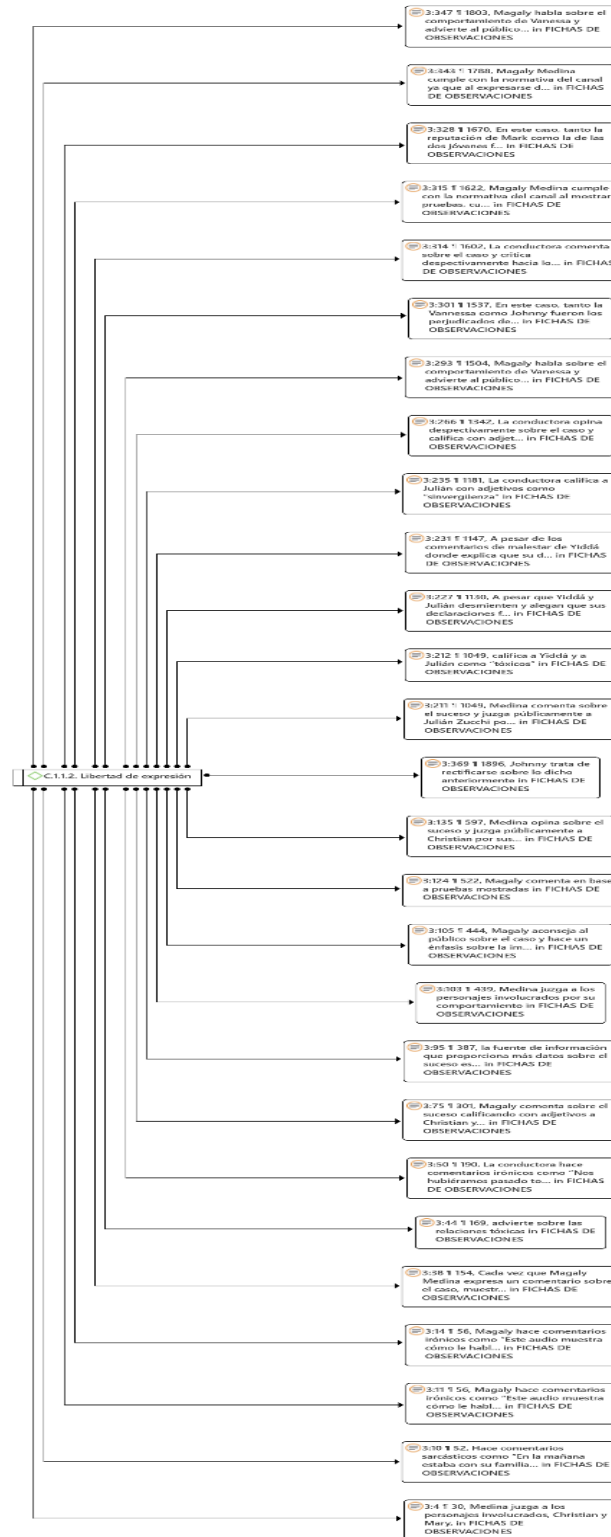 3:347 ¶ 1803, Magaly habla sobre el
comportamiento de Vanessa y
advierte al público... in FICHAS DE
OBSERVACIONES
3:343 ¶ 1788, Magaly Medina
cumple con la normativa del canal
ya que al expresarse d... in FICHAS
DE OBSERVACIONES
3:328 ¶ 1670, En este caso, tanto la
reputación de Mark como la de las
dos jóvenes f... in FICHAS DE
OBSERVACIONES
3:315 ¶ 1622, Magaly Medina cumple
con la normativa del canal al mostrar
pruebas, cu... in FICHAS DE
OBSERVACIONES
3:314 ¶ 1602, La conductora comenta
sobre el caso y critica
despectivamente hacia lo... in FICHAS
DE OBSERVACIONES
3:301 ¶ 1537, En este caso, tanto la
Vannessa como Johnny fueron los
perjudicados de... in FICHAS DE
OBSERVACIONES
3:293 ¶ 1504, Magaly habla sobre el
comportamiento de Vanessa y
advierte al público... in FICHAS DE
OBSERVACIONES
3:266 ¶ 1342, La conductora opina
despectivamente sobre el caso y
califica con adjet... in FICHAS DE
OBSERVACIONES
3:235 ¶ 1181, La conductora califica a
Julián con adjetivos como
"sinvergüenza" in FICHAS DE
OBSERVACIONES
3:231 ¶ 1147, A pesar de los
comentarios de malestar de Yiddá
donde explica que su d... in FICHAS
DE OBSERVACIONES
3:227 ¶ 1130, A pesar que Yiddá y
Julián desmienten y alegan que sus
declaraciones f... in FICHAS DE
OBSERVACIONES
3:212 ¶ 1049, califica a Yiddá y a
Julián como "tóxicos" in FICHAS DE
OBSERVACIONES
3:211 ¶ 1049, Medina comenta sobre
el suceso y juzga públicamente a
Julián Zucchi po... in FICHAS DE
OBSERVACIONES
C.1.1.2. Libertad de expresión
3:369 ¶ 1896, Johnny trata de
rectificarse sobre lo dicho
anteriormente in FICHAS DE
OBSERVACIONES
3:135 ¶ 597, Medina opina sobre el
suceso y juzga públicamente a
Christian por sus... in FICHAS DE
OBSERVACIONES
3:124 ¶ 522, Magaly comenta en base
a pruebas mostradas in FICHAS DE
OBSERVACIONES
3:105 ¶ 444, Magaly aconseja al
público sobre el caso y hace un
énfasis sobre la im... in FICHAS DE
OBSERVACIONES
3:103 ¶ 439, Medina juzga a los
personajes involucrados por su
comportamiento in FICHAS DE
OBSERVACIONES
3:95 ¶ 387, la fuente de información
que proporciona más datos sobre el
suceso es... in FICHAS DE
OBSERVACIONES
3:75 ¶ 301, Magaly comenta sobre el
suceso calificando con adjetivos a
Christian y... in FICHAS DE
OBSERVACIONES
3:50 ¶ 190, La conductora hace
comentarios irónicos como "Nos
hubiéramos pasado to... in FICHAS
DE OBSERVACIONES
3:44 ¶ 169, advierte sobre las
relaciones tóxicas in FICHAS DE
OBSERVACIONES
3:38 ¶ 154, Cada vez que Magaly
Medina expresa un comentario sobre
el caso, muestr... in FICHAS DE
OBSERVACIONES
3:14 ¶ 56, Magaly hace comentarios
irónicos como "Este audio muestra
cómo le habl... in FICHAS DE
OBSERVACIONES
3:11 ¶ 56, Magaly hace comentarios
irónicos como "Este audio muestra
cómo le habl... in FICHAS DE
OBSERVACIONES
3:10 ¶ 52, Hace comentarios
sarcásticos como "En la mañana
estaba con su familia... in FICHAS DE
OBSERVACIONES
3:4 ¶ 30, Medina juzga a los
personajes involucrados, Christian y
Mary. in FICHAS DE
OBSERVACIONES